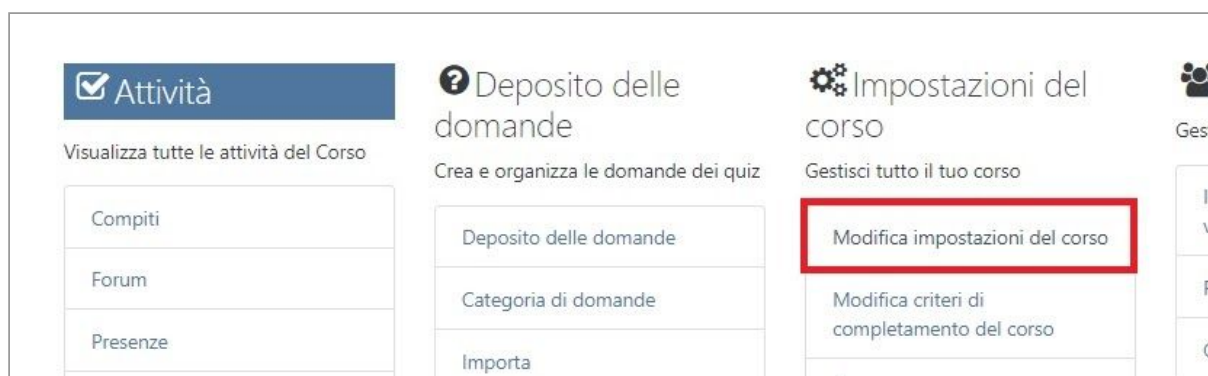 Attività
Visualizza tutte le attività del Corso
Compiti
Forum
Presenze
Deposito delle
domande
Crea e organizza le domande dei quiz
Deposito delle domande
Categoria di domande
Importa
Impostazioni del
corso
Gestisci tutto il tuo corso
Modifica impostazioni del corso
Modifica criteri di
completamento del corso